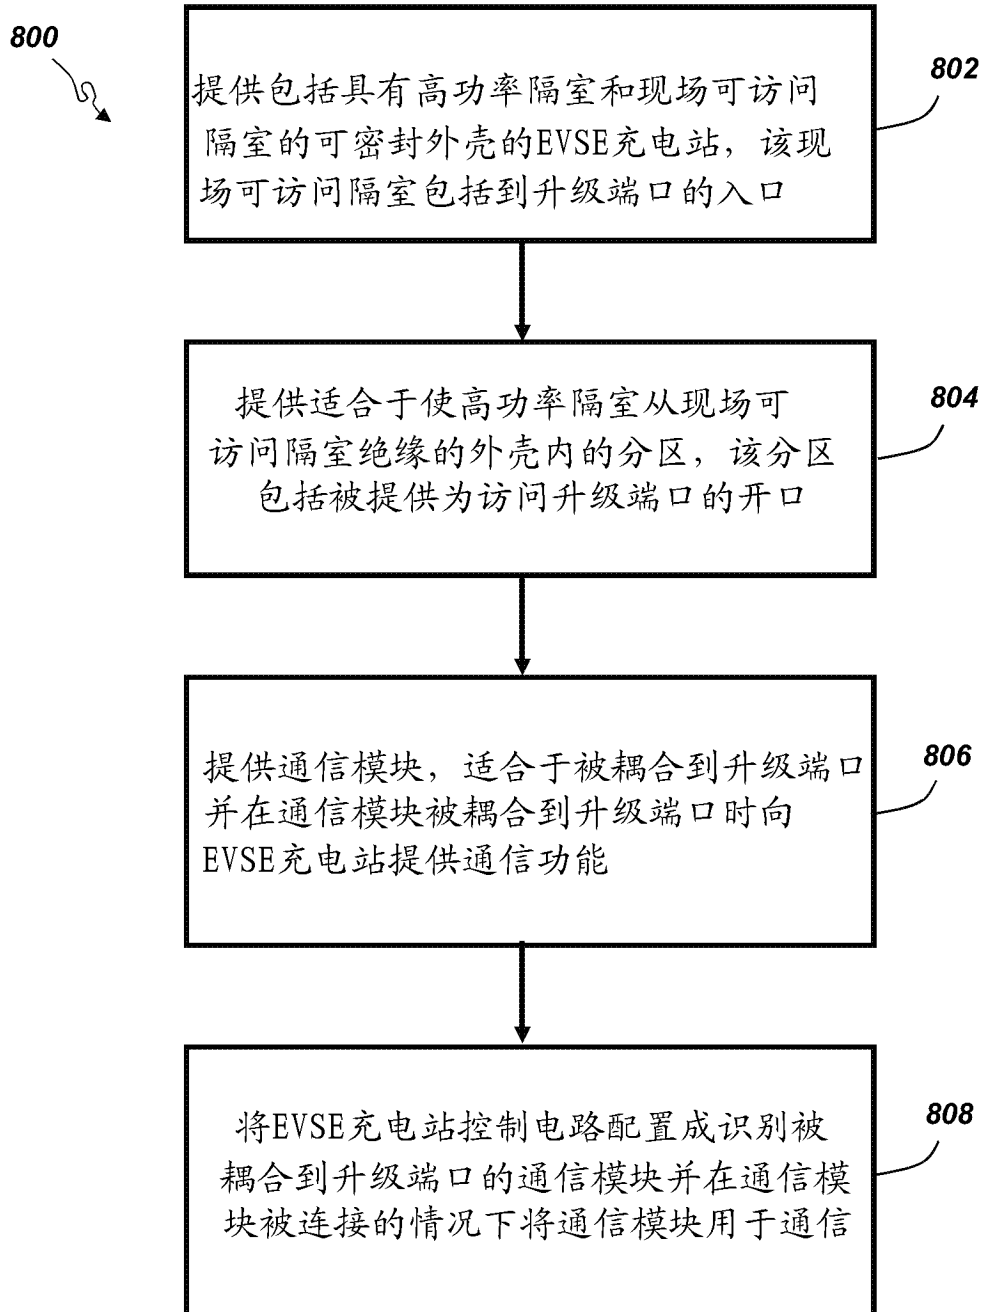 800
802
提供包括具有高功率隔室和现场可访问
隔室的可密封外壳的EVSE充电站，该现
场可访问隔室包括到升级端口的入口
804
提供适合于使高功率隔室从现场可
访问隔室绝缘的外壳内的分区，该分区
包括被提供为访问升级端口的开口
806
提供通信模块，适合于被耦合到升级端口
并在通信模块被耦合到升级端口时向
EVSE充电站提供通信功能
808
将EVSE充电站控制电路配置成识别被
耦合到升级端口的通信模块并在通信模
块被连接的情况下将通信模块用于通信